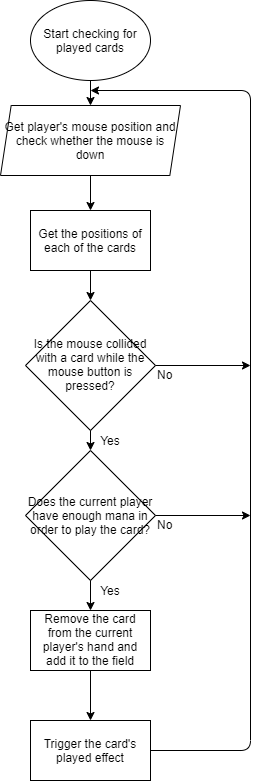 Start checking for
played cards
Get player's mouse position and
check whether the mouse is
down
Get the positions of
each of the cards
Is the mouse collided
with a card while the
mouse button is
pressed?
No
Yes
Does the current player
have enough mana in
order to play the card?
No
Yes
Remove the card
from the current
player's hand and
add it to the field
Trigger the card's
played effect